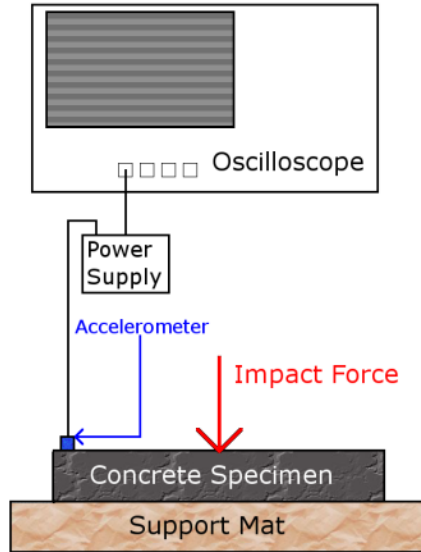 Oscilloscope
Power
Supply
Accelerometer
Impact Force
Concrete Specimen
Support Mat